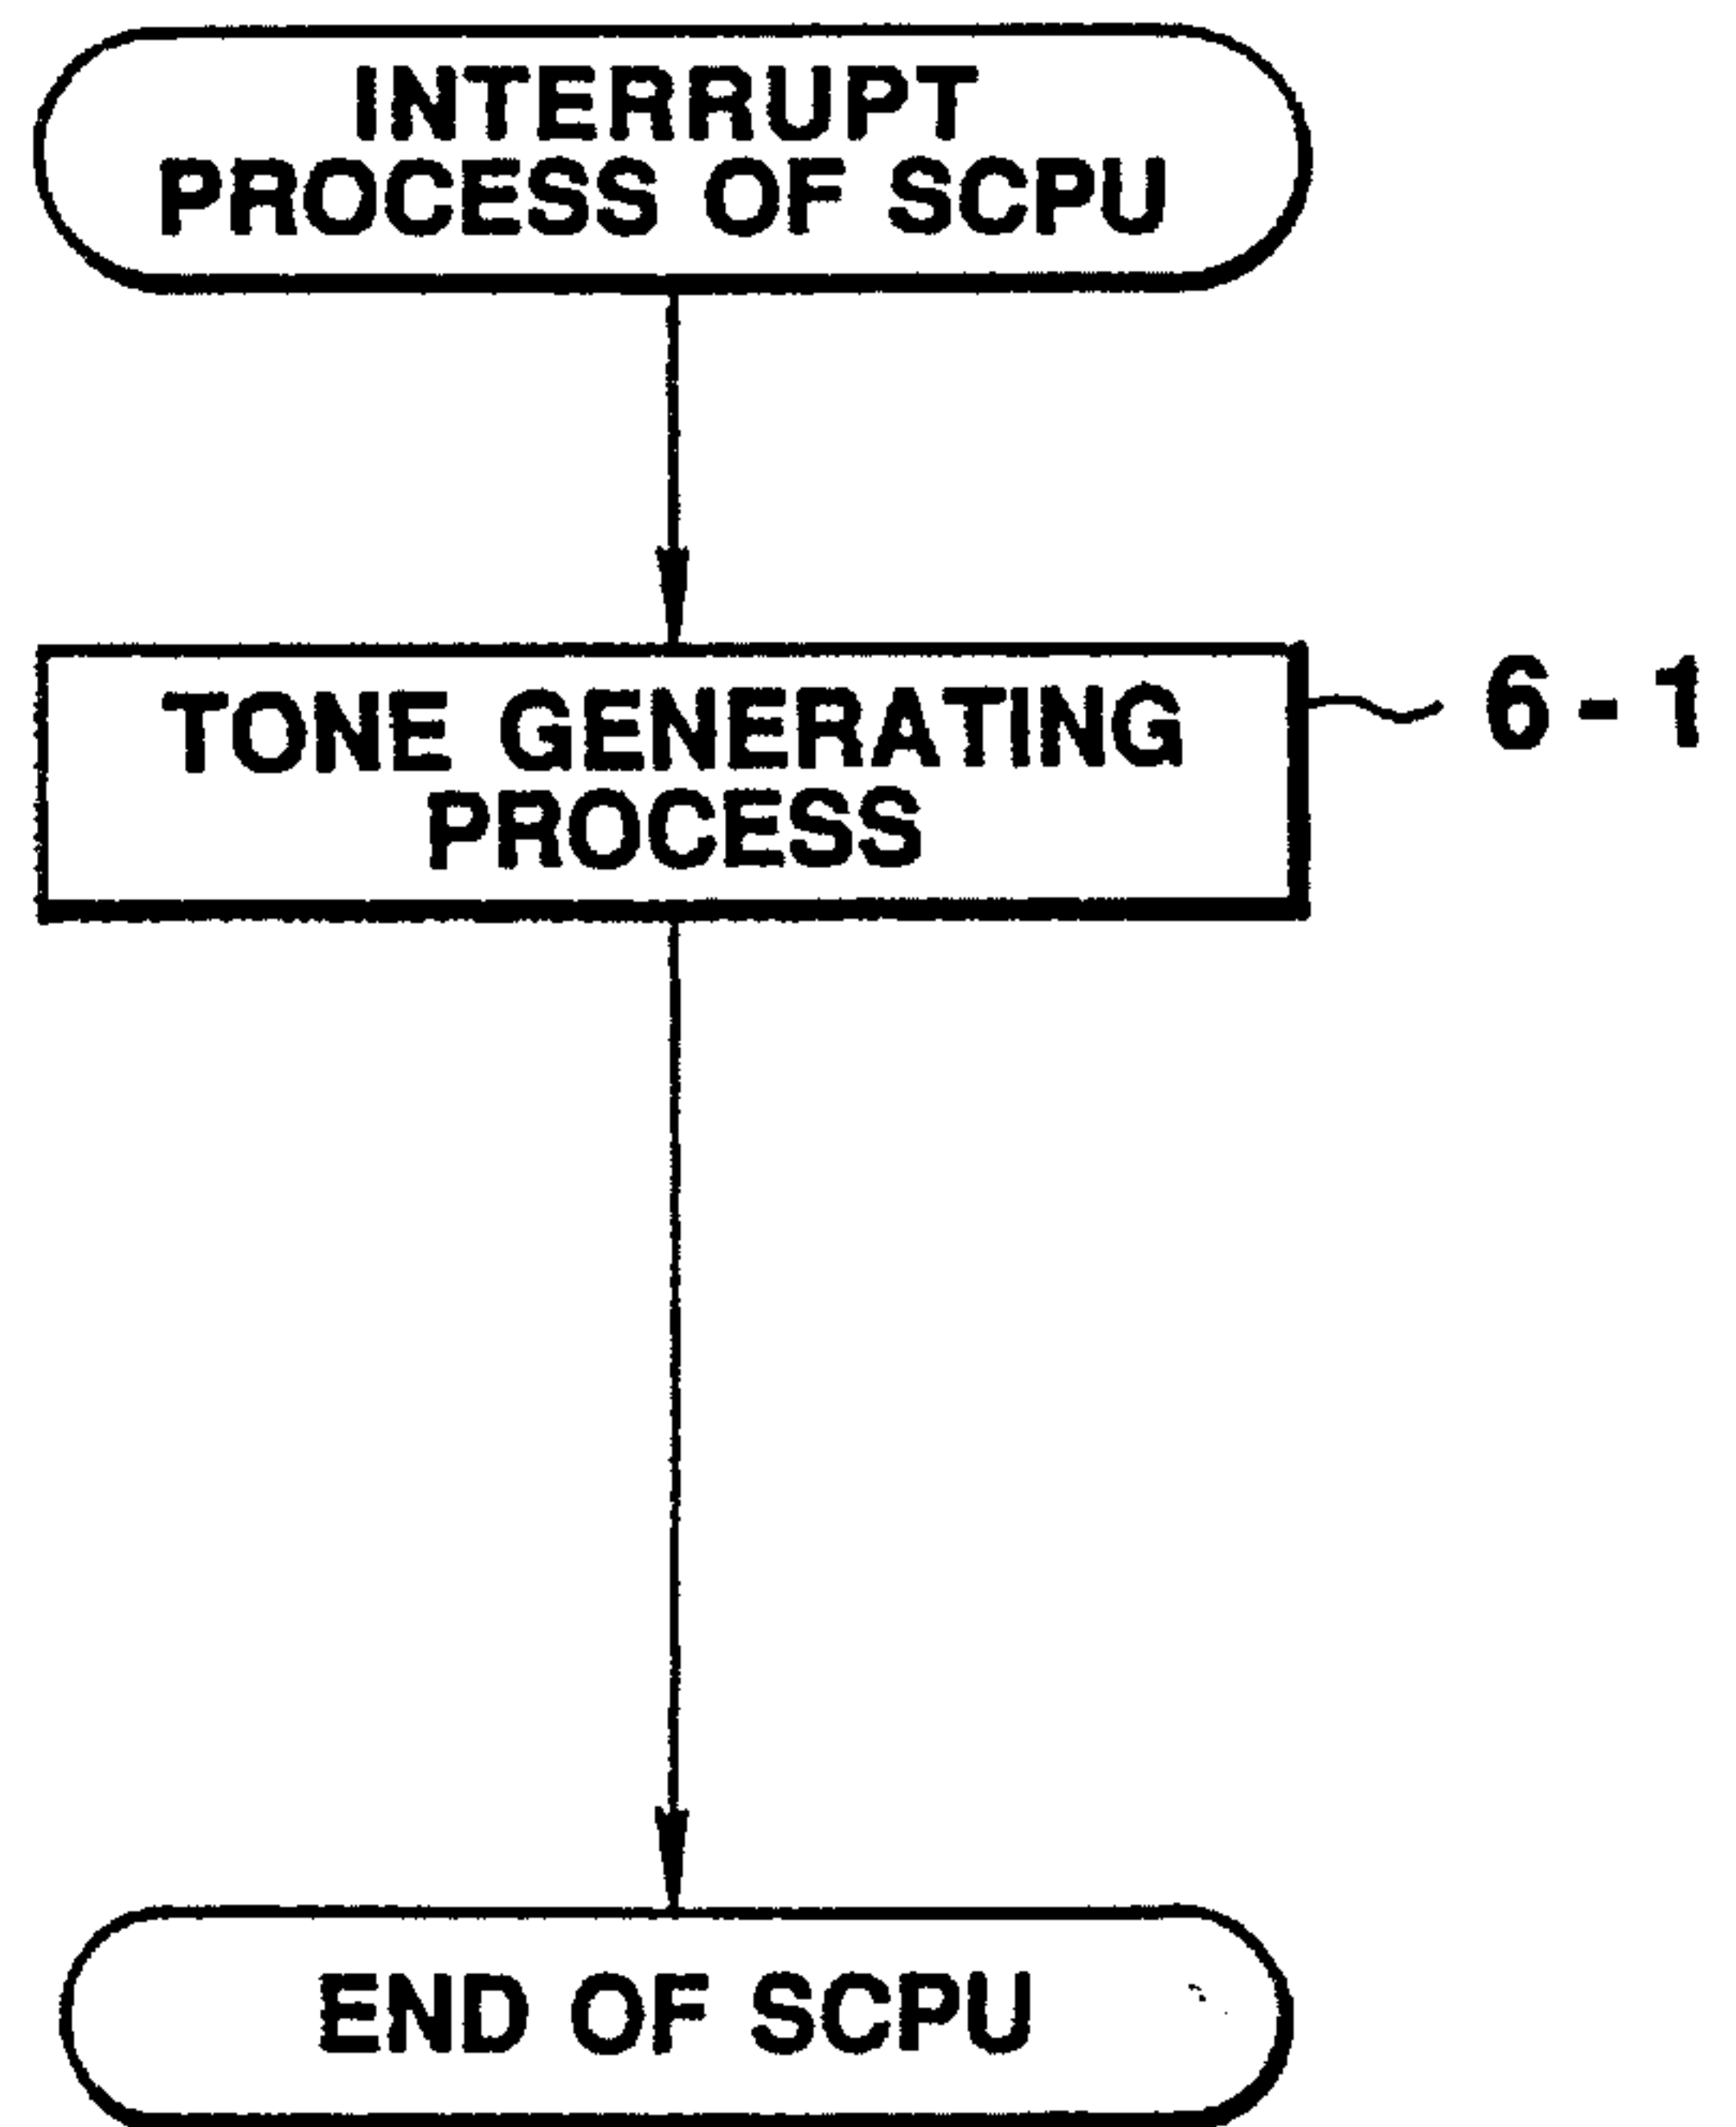 INTERRUPT
PROCESS OF SCPU
TONE GENERATING
PROCESS
6-1
END OF SCPU